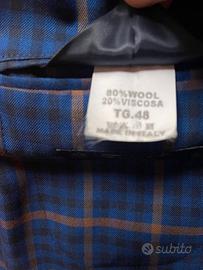 80%WOOL
20%VISCOSA
TG.48
MADE IN ITALY
subito